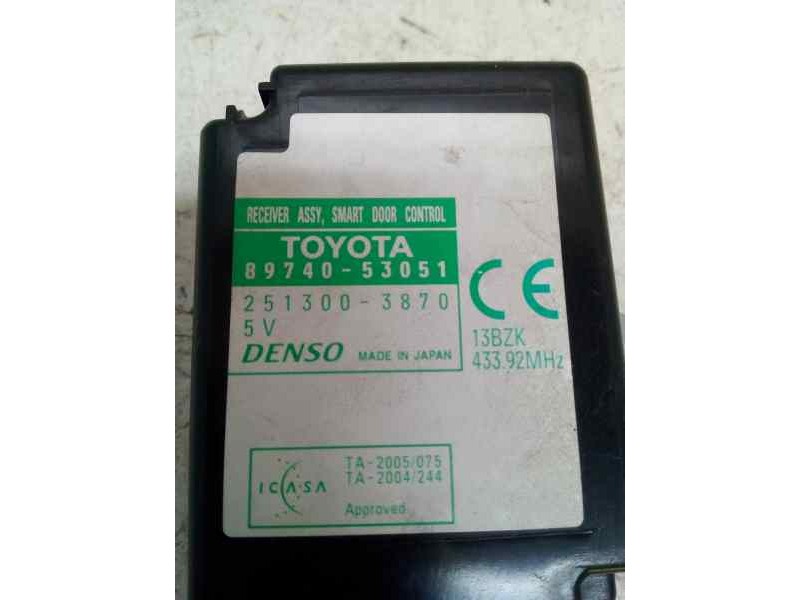 RECEIVER ASSY, SMART DOOR CONTROL
TOYOTA
89740-53051
251300-3870
5V
DENSO MADE IN JAPAN
CE
13BZK
433.92MHz
ICASA
TA-2005/075
TA-2004/244
Approved